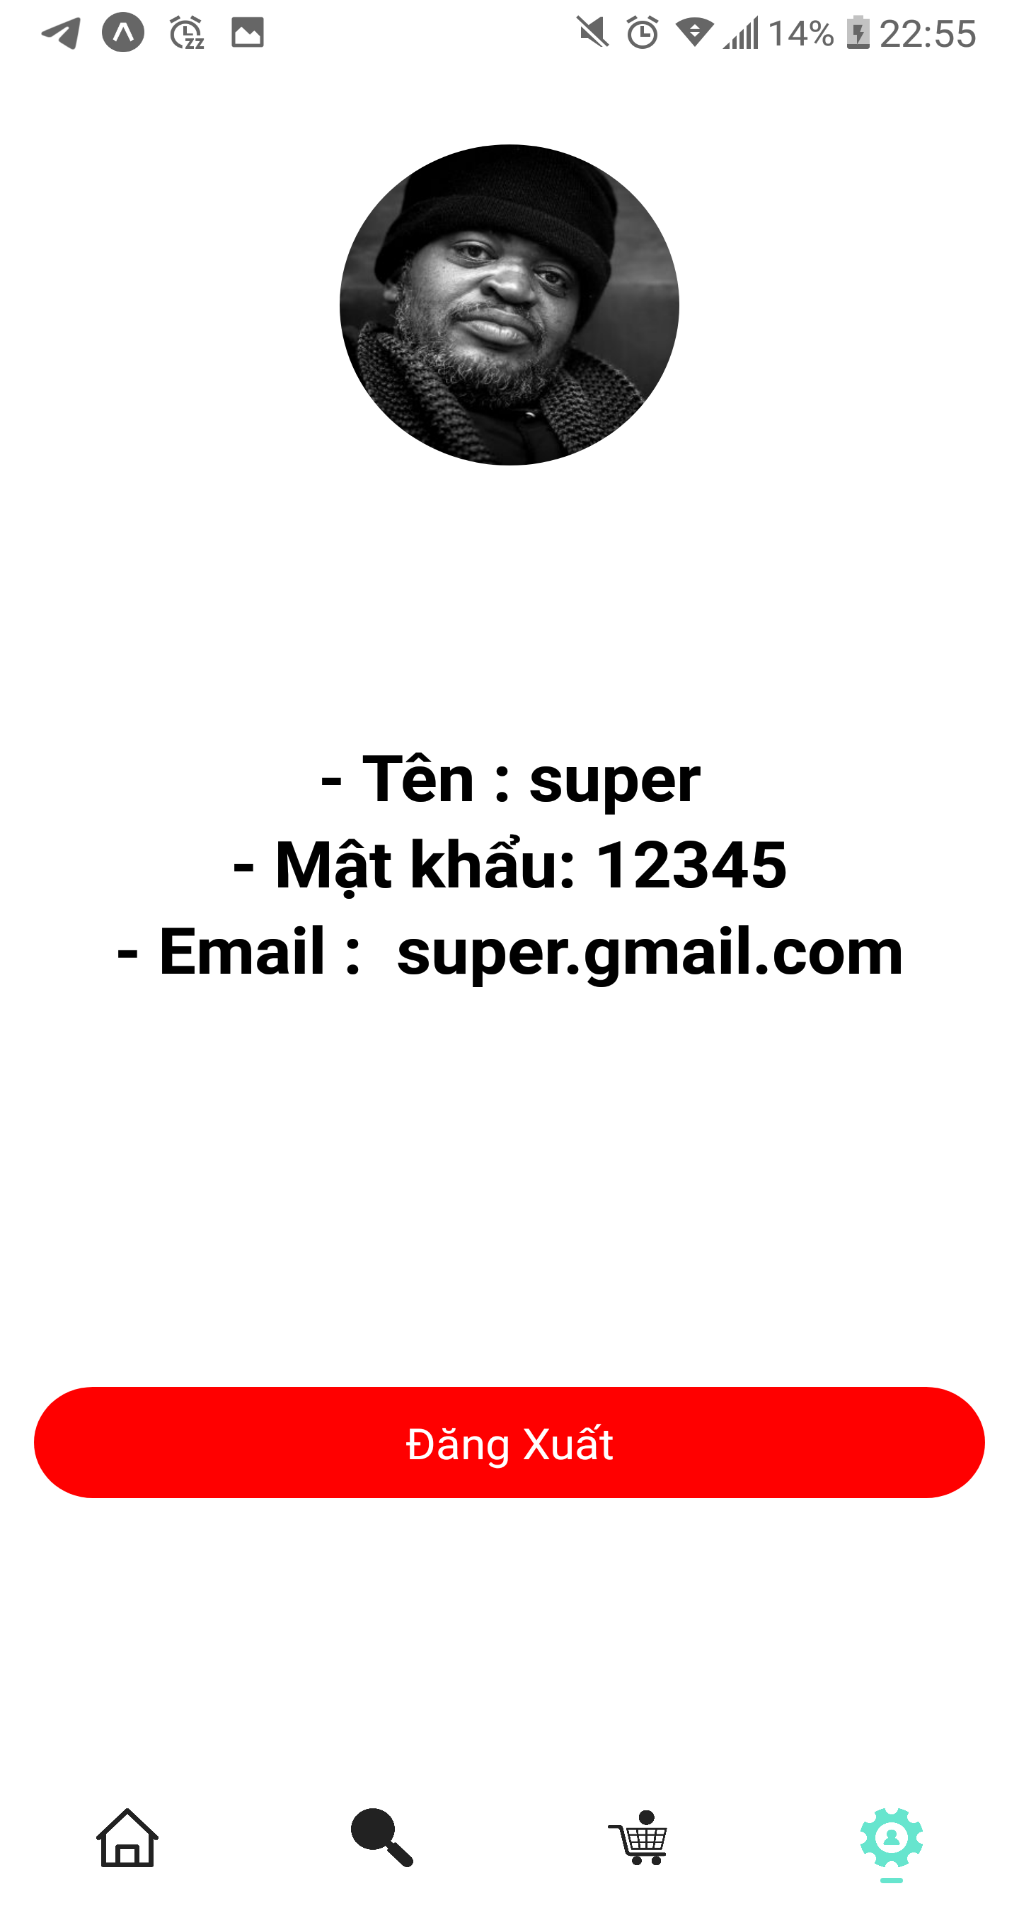 14% 22:55
- Tên : super
- Mật khẩu: 12345
- Email :  super.gmail.com
Đăng Xuất